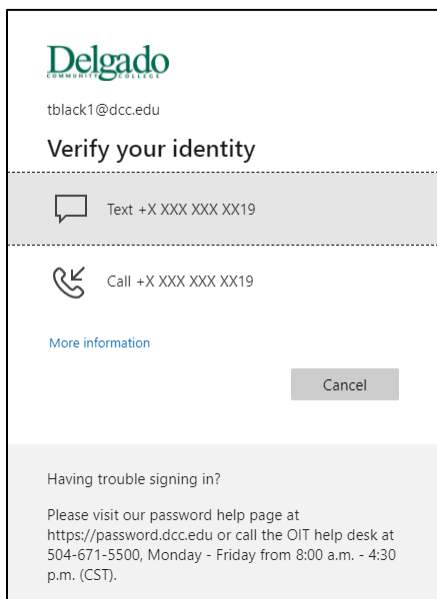 Delgado
COMMUNITY COLLEGE
tblack1@dcc.edu
Verify your identity
Text +X XXX XXX XX19
Call +X XXX XXX XX19
More information
Cancel
Having trouble signing in?
Please visit our password help page at
https://password.dcc.edu or call the OIT help desk at
504-671-5500, Monday - Friday from 8:00 a.m. - 4:30
p.m. (CST).